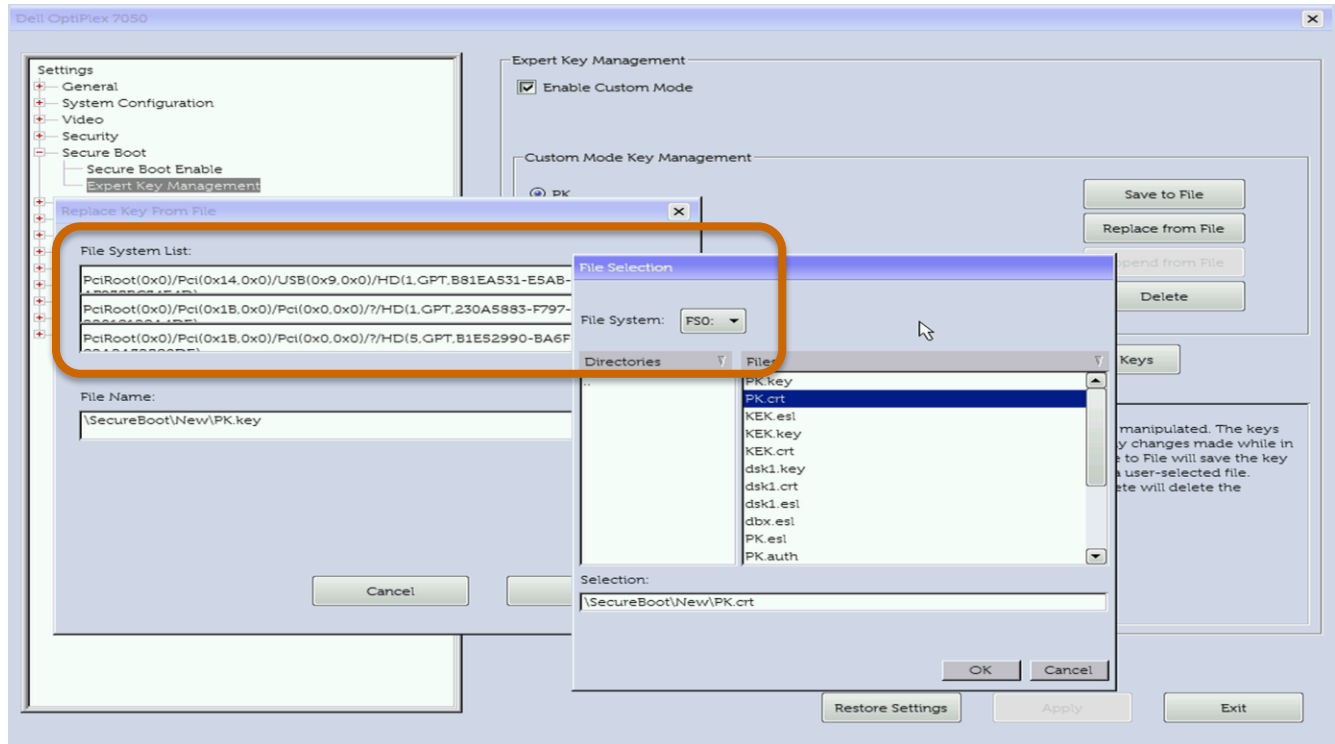 Dell OptiPlex 7050
Settings
General
System Configuration
Video
Security
Secure Boot
Secure Boot Enable
Expert Key Management
Expert Key Management
Enable Custom Mode
Custom Mode Key Management
PK
Save to File
Replace from File
pend from File
Delete
Keys
manipulated. The keys
y changes made while in
to File will save the key
user-selected file.
ete will delete the
Replace Key From File
File System List:
PciRoot(0x0)/Pci(0x14,0x0)/USB(0x9,0x0)/HD(1,GPT,B81EA531-E5AB-
PciRoot(0x0)/Pci(0x1B,0x0)/Pci(0x0,0x0)/?/HD(1,GPT,230A5883-F797-
PciRoot(0x0)/Pci(0x1B,0x0)/Pci(0x0,0x0)/?/HD(5,GPT,B1E52990-BA6F
File Name:
\SecureBoot\New\PK.key
Cancel
File Selection
File System: FS0:
Directories
Files
..
PK.key
PK.crt
KEK.esl
KEK.key
KEK.crt
dsk1.key
dsk1.crt
dsk1.esl
dbx.esl
PK.esl
PK.auth
Selection:
\SecureBoot\New\PK.crt
OK Cancel
Restore Settings Apply Exit